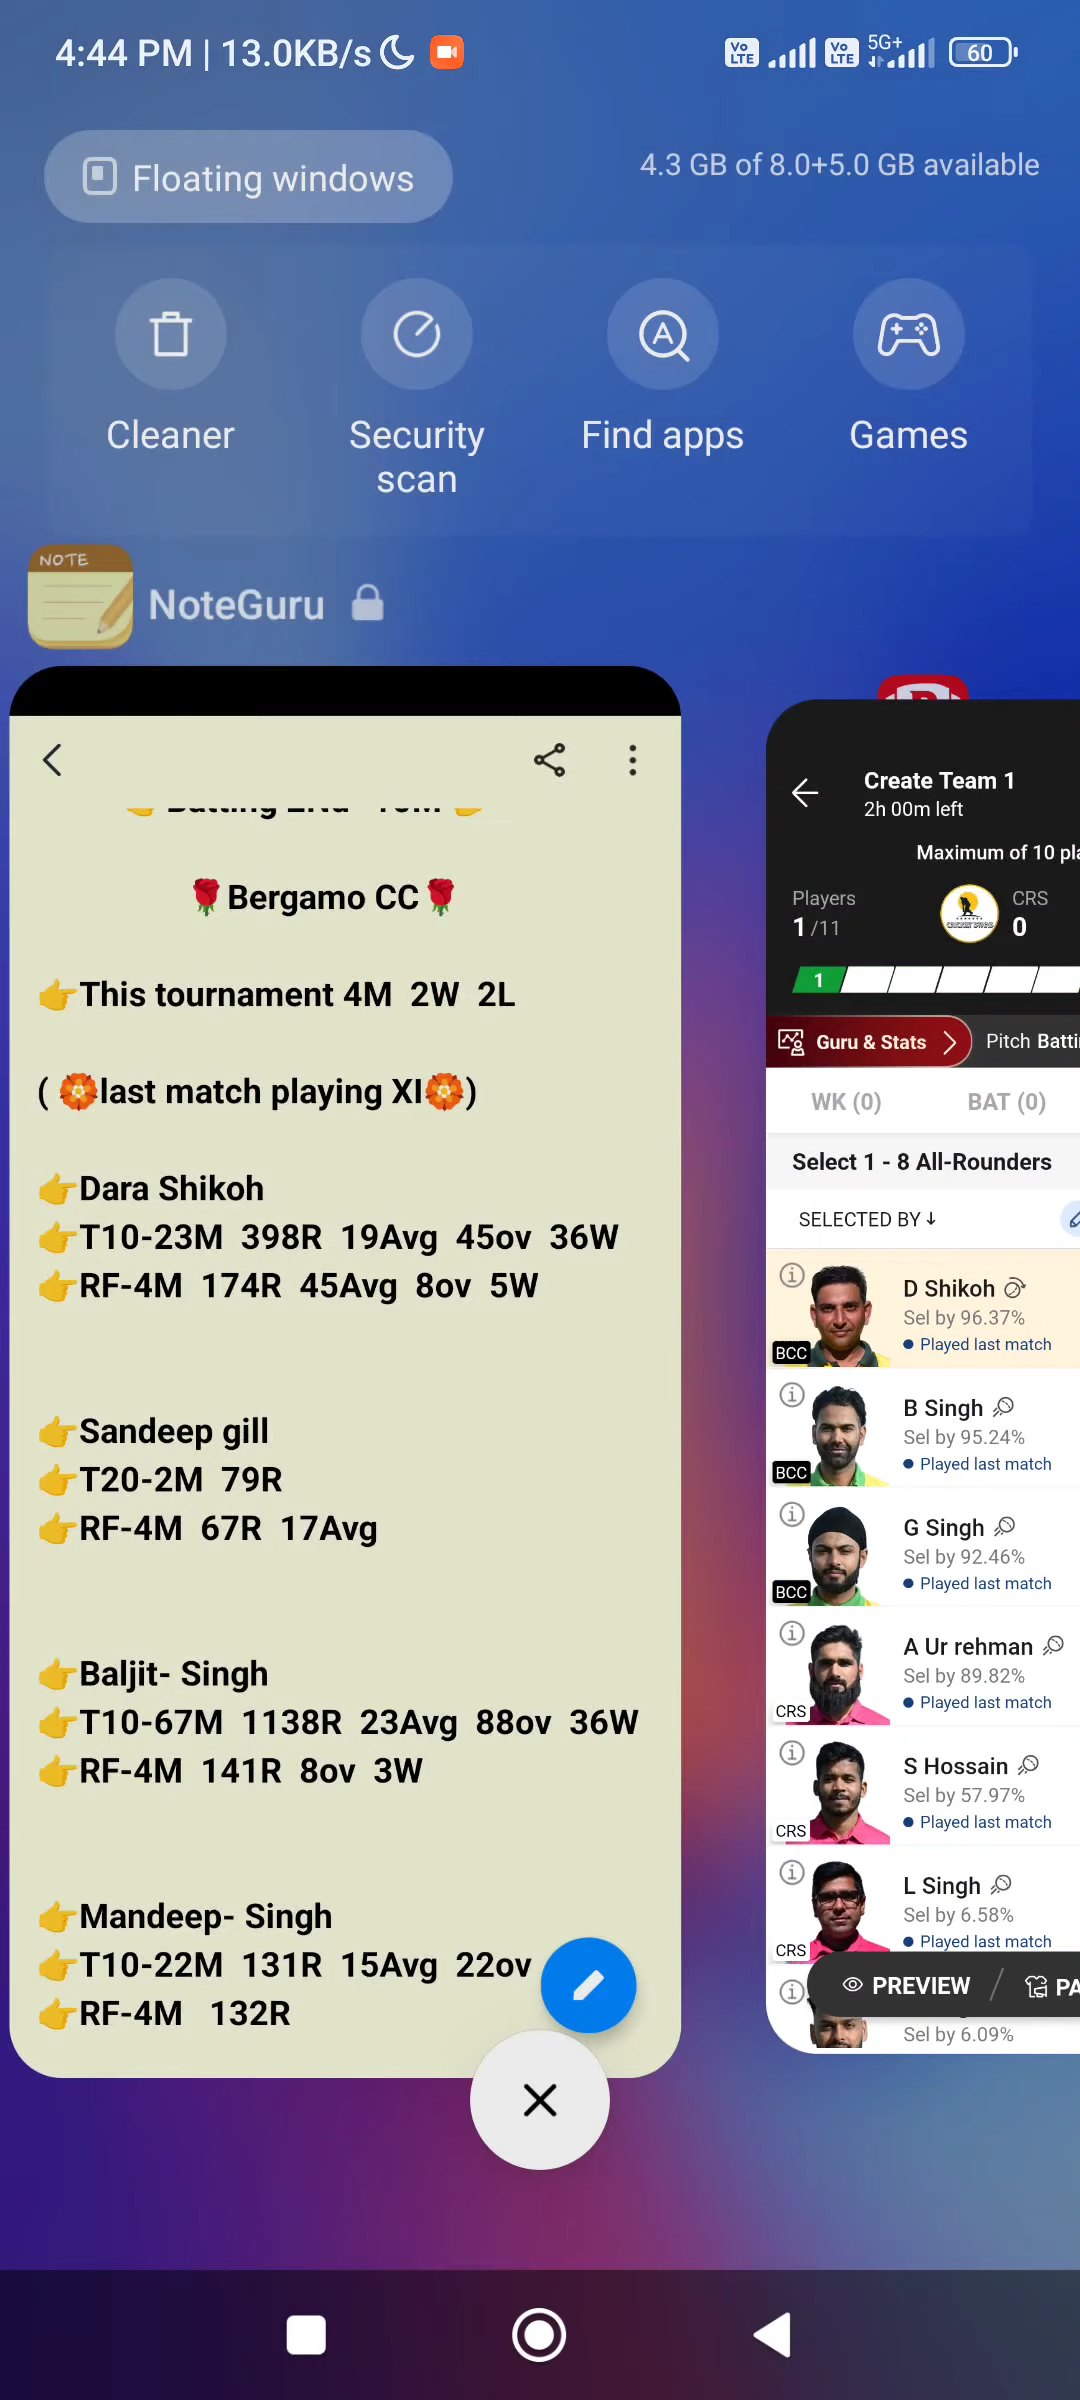 4:44 PM | 13.0KB/s
Vo LTE
Vo LTE
5G+
60
Floating windows
4.3 GB of 8.0+5.0 GB available
Cleaner
Security scan
Find apps
Games
NOTE
NoteGuru
🌹Bergamo CC🌹
👉This tournament 4M 2W 2L
( 🏵️last match playing XI🏵️)
👉Dara Shikoh
👉T10-23M 398R 19Avg 45ov 36W
👉RF-4M 174R 45Avg 8ov 5W
👉Sandeep gill
👉T20-2M 79R
👉RF-4M 67R 17Avg
👉Baljit- Singh
👉T10-67M 1138R 23Avg 88ov 36W
👉RF-4M 141R 8ov 3W
👉Mandeep- Singh
👉T10-22M 131R 15Avg 22ov
👉RF-4M 132R
Create Team 1
2h 00m left
Maximum of 10 pla
Players
1/11
CRS
0
1
Guru & Stats
Pitch Batti
WK (0)
BAT (0)
Select 1 - 8 All-Rounders
SELECTED BY ↓
D Shikoh
Sel by 96.37%
Played last match
BCC
B Singh
Sel by 95.24%
Played last match
BCC
G Singh
Sel by 92.46%
Played last match
BCC
A Ur rehman
Sel by 89.82%
Played last match
CRS
S Hossain
Sel by 57.97%
Played last match
CRS
L Singh
Sel by 6.58%
Played last match
CRS
PREVIEW
PA
Sel by 6.09%